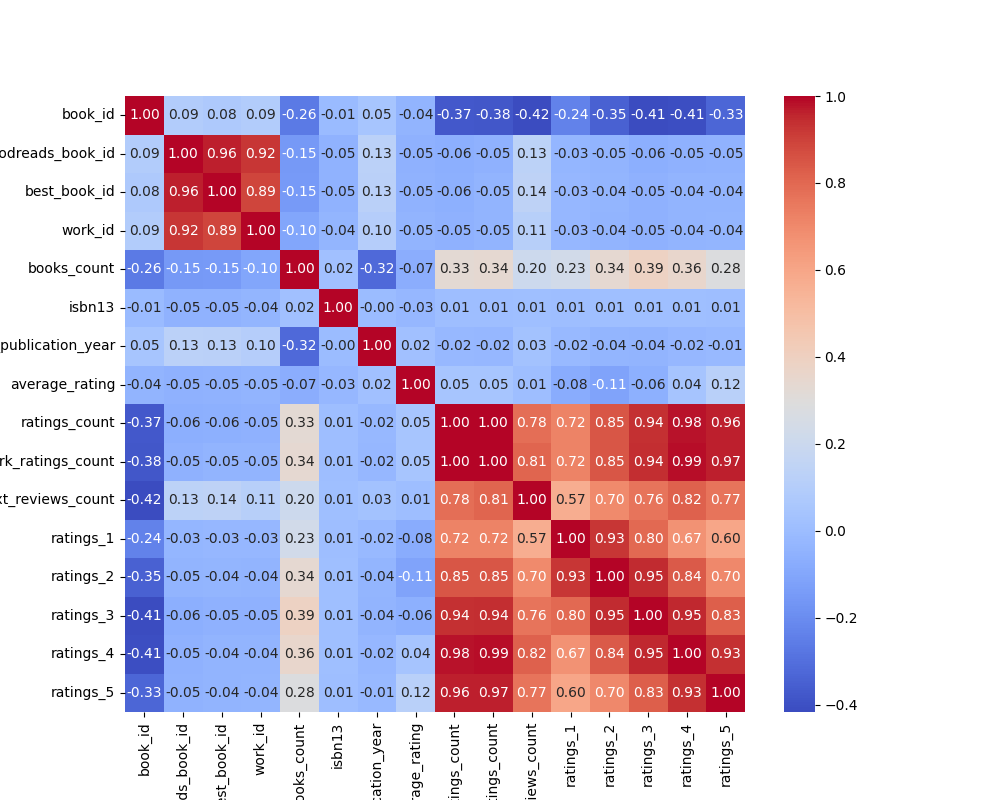 book_id 1.00 0.09 0.08 0.09 -0.26 -0.01 0.05 -0.04 -0.37 -0.38 -0.42 -0.24 -0.35 -0.41 -0.41 -0.33
odreads_book_id 0.09 1.00 0.96 0.92 -0.15 -0.05 0.13 -0.05 -0.06 -0.05 0.13 -0.03 -0.05 -0.06 -0.05 -0.05
best_book_id 0.08 0.96 1.00 0.89 -0.15 -0.05 0.13 -0.05 -0.06 -0.05 0.14 -0.03 -0.04 -0.05 -0.04 -0.04
work_id 0.09 0.92 0.89 1.00 -0.10 -0.04 0.10 -0.05 -0.05 -0.05 0.11 -0.03 -0.04 -0.05 -0.04 -0.04
books_count -0.26 -0.15 -0.15 -0.10 1.00 0.02 -0.32 -0.07 0.33 0.34 0.20 0.23 0.34 0.39 0.36 0.28
isbn13 -0.01 -0.05 -0.05 -0.04 0.02 1.00 -0.00 -0.03 0.01 0.01 0.01 0.01 0.01 0.01 0.01 0.01
publication_year 0.05 0.13 0.13 0.10 -0.32 -0.00 1.00 0.02 -0.02 -0.02 0.03 -0.02 -0.04 -0.04 -0.02 -0.01
average_rating -0.04 -0.05 -0.05 -0.05 -0.07 -0.03 0.02 1.00 0.05 0.05 0.01 -0.08 -0.11 -0.06 0.04 0.12
ratings_count -0.37 -0.06 -0.06 -0.05 0.33 0.01 -0.02 0.05 1.00 1.00 0.78 0.72 0.85 0.94 0.98 0.96
rk_ratings_count -0.38 -0.05 -0.05 -0.05 0.34 0.01 -0.02 0.05 1.00 1.00 0.81 0.72 0.85 0.94 0.99 0.97
xt_reviews_count -0.42 0.13 0.14 0.11 0.20 0.01 0.03 0.01 0.78 0.81 1.00 0.57 0.70 0.76 0.82 0.77
ratings_1 -0.24 -0.03 -0.03 -0.03 0.23 0.01 -0.02 -0.08 0.72 0.72 0.57 1.00 0.93 0.80 0.67 0.60
ratings_2 -0.35 -0.05 -0.04 -0.04 0.34 0.01 -0.04 -0.11 0.85 0.85 0.70 0.93 1.00 0.95 0.84 0.70
ratings_3 -0.41 -0.06 -0.05 -0.05 0.39 0.01 -0.04 -0.06 0.94 0.94 0.76 0.80 0.95 1.00 0.95 0.83
ratings_4 -0.41 -0.05 -0.04 -0.04 0.36 0.01 -0.02 0.04 0.98 0.99 0.82 0.67 0.84 0.95 1.00 0.93
ratings_5 -0.33 -0.05 -0.04 -0.04 0.28 0.01 -0.01 0.12 0.96 0.97 0.77 0.60 0.70 0.83 0.93 1.00
book_id
ds_book_id
est_book_id
work_id
ooks_count
isbn13
cation_year
rage_rating
tings_count
tings_count
iews_count
ratings_1
ratings_2
ratings_3
ratings_4
ratings_5
1.0
0.8
0.6
0.4
0.2
0.0
−0.2
−0.4